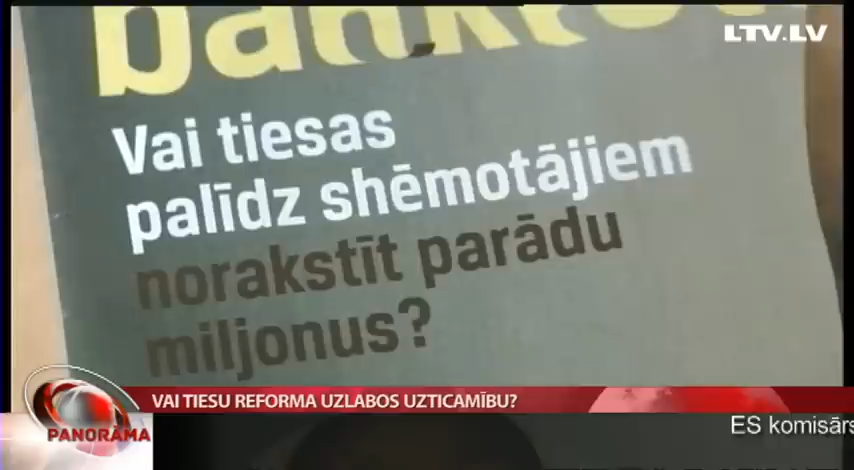 LTV.LV
Vai tiesas
palīdz shēmotājiem
norakstīt parādu
miljonus?
VAI TIESU REFORMA UZLABOS UZTICAMĪBU?
PANORĀMA
ES komisārs